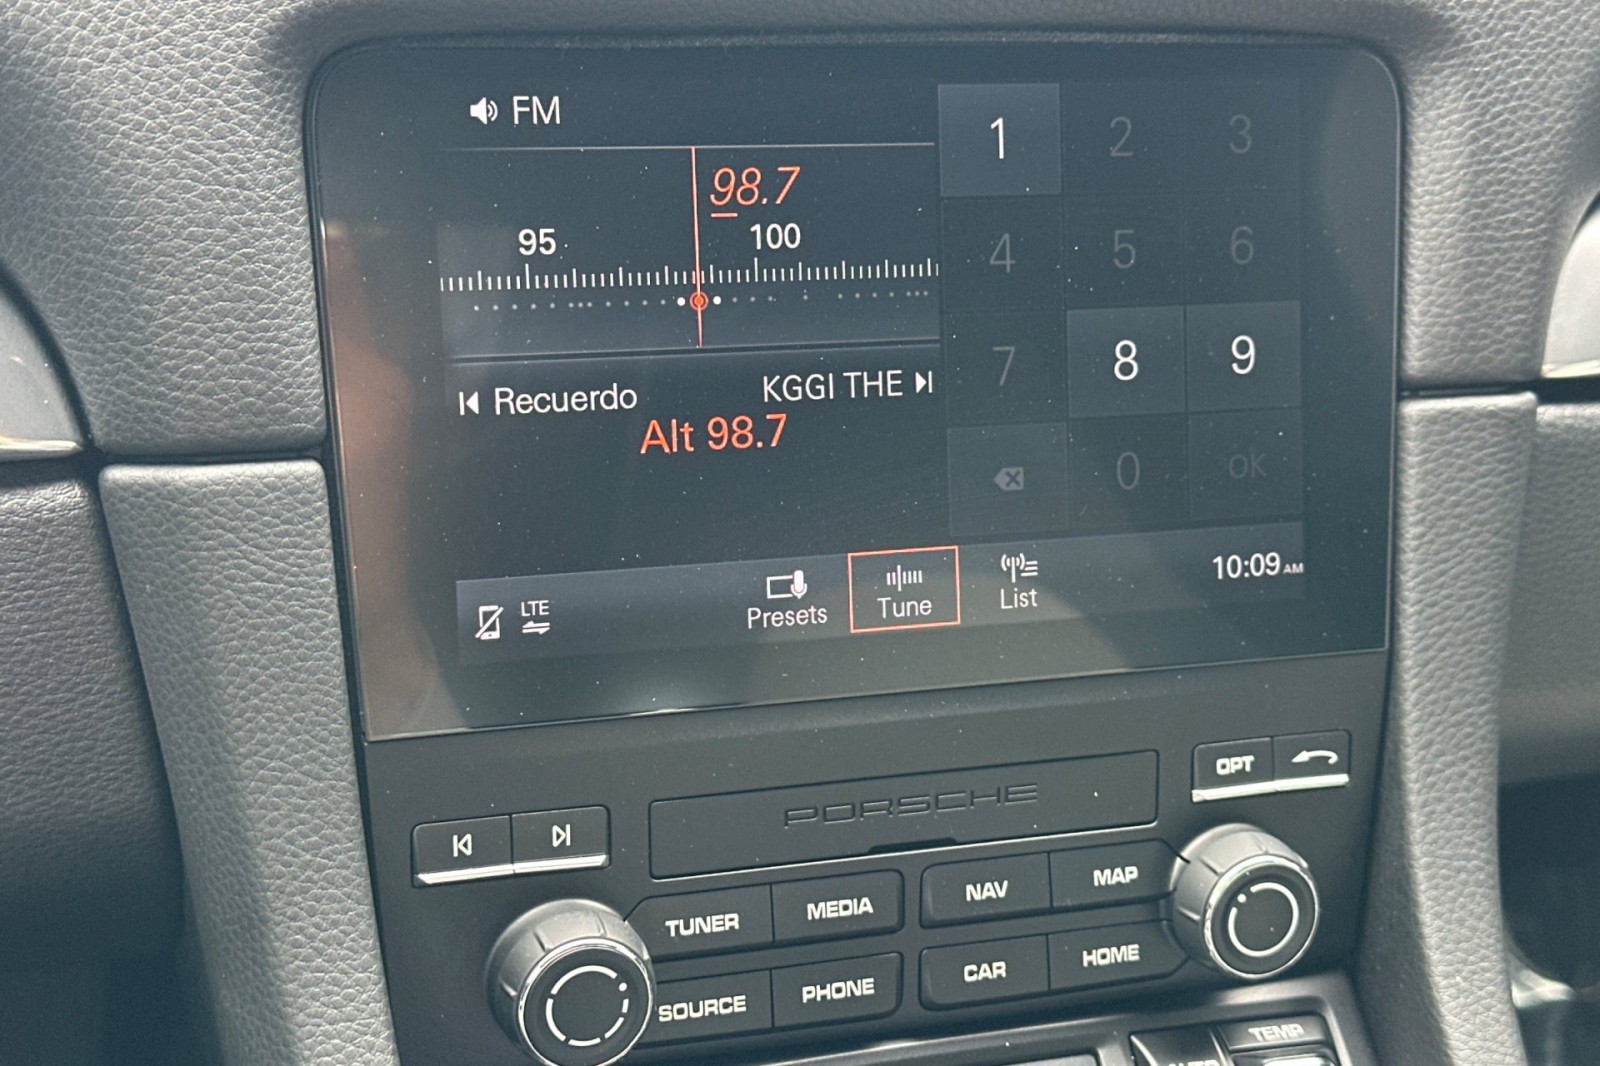 FM
98.7
95 100
Recuerdo KGGI THE
Alt 98.7
1 2 3
4 5 6
7 8 9
0 ok
LTE
Presets Tune List
10:09 AM
PORSCHE
OPT
TUNER MEDIA NAV MAP
SOURCE PHONE CAR HOME
TEMP